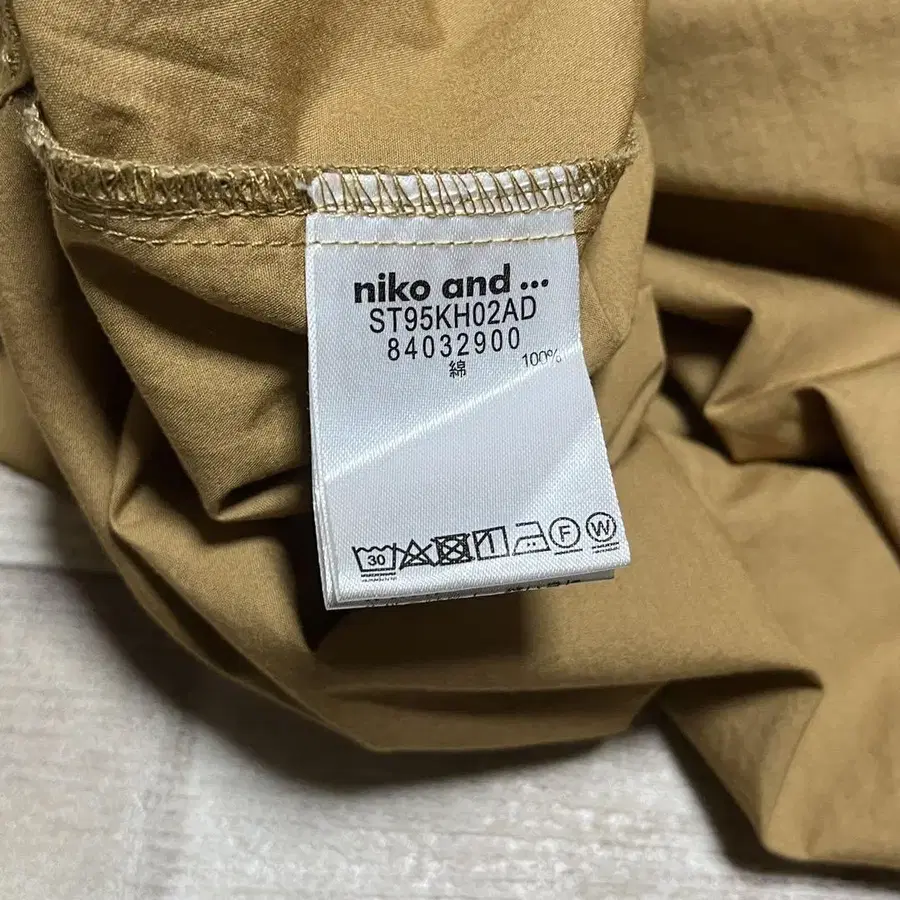 niko and ...
ST95KH02AD
84032900
綿 100%
30
F W